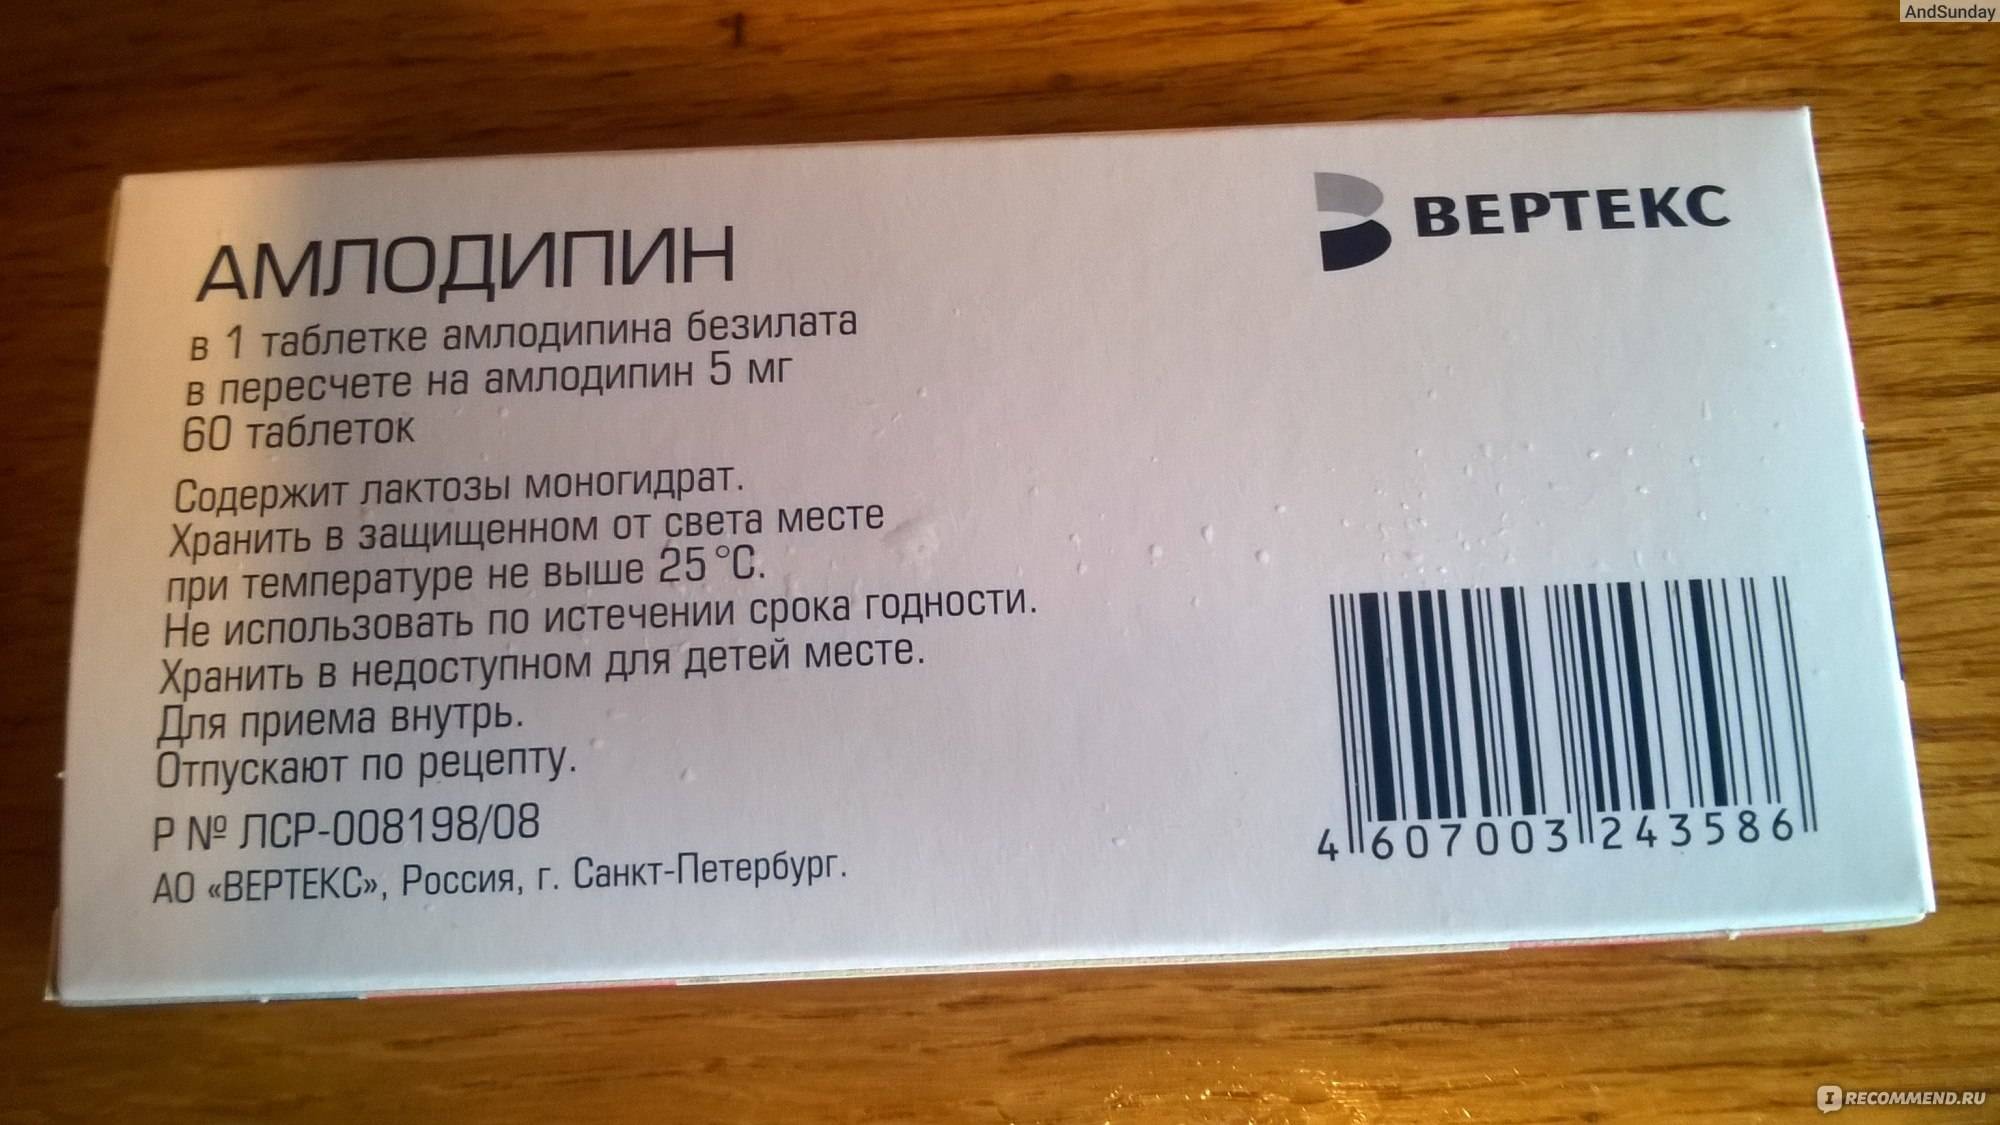 AndSunday
ВЕРТЕКС
АМЛОДИПИН
в 1 таблетке амлодипина безилата
в пересчете на амлодипин 5 мг
60 таблеток
Содержит лактозы моногидрат.
Хранить в защищенном от света месте
при температуре не выше 25 °С.
Не использовать по истечении срока годности.
Хранить в недоступном для детей месте.
Для приема внутрь.
Отпускают по рецепту.
Р № ЛСР-008198/08
АО «ВЕРТЕКС», Россия, г. Санкт-Петербург.
4 607003 243586
RECOMMEND.RU